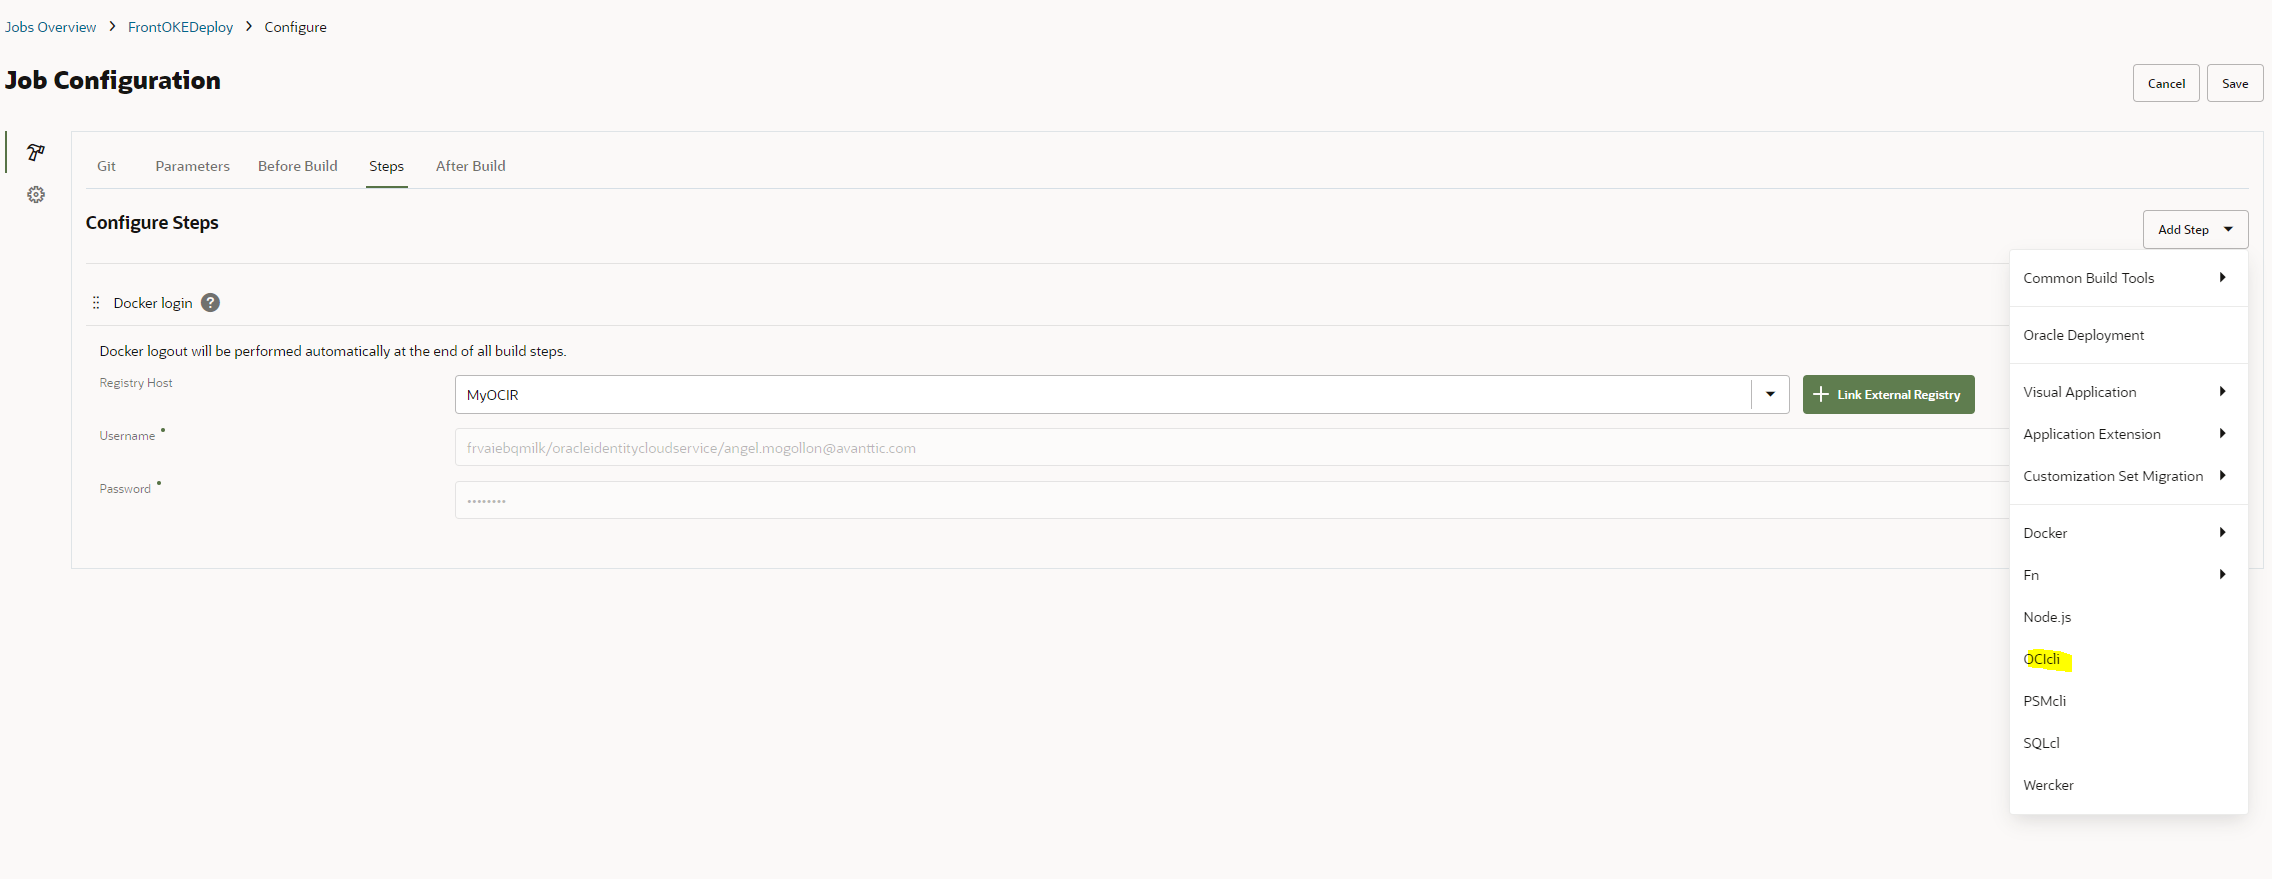 Jobs Overview > FrontOKEDeploy > Configure
Job Configuration
Cancel
Save
Git
Parameters
Before Build
Steps
After Build
Configure Steps
Add Step
Docker login ?
Docker logout will be performed automatically at the end of all build steps.
Registry Host
MyOCIR
Link External Registry
Username
frvaiebqmilk/oracleidentitycloudservice/angel.mogollon@avanttic.com
Password
••••••••
Common Build Tools
Oracle Deployment
Visual Application
Application Extension
Customization Set Migration
Docker
Fn
Node.js
OCIcli
PSMcli
SQLcl
Wercker